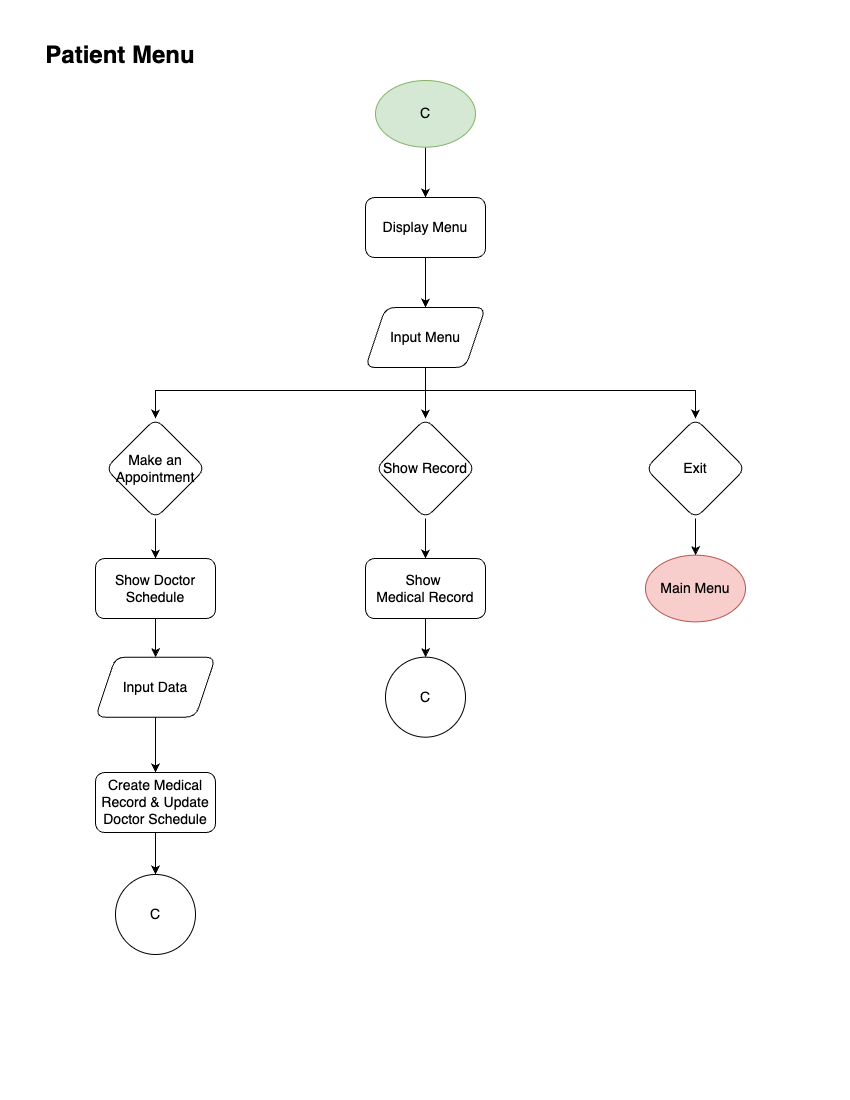 Patient Menu
C
Display Menu
Input Menu
Make an
Appointment
Show Record
Exit
Show Doctor
Schedule
Show
Medical Record
Main Menu
Input Data
C
Create Medical
Record & Update
Doctor Schedule
C